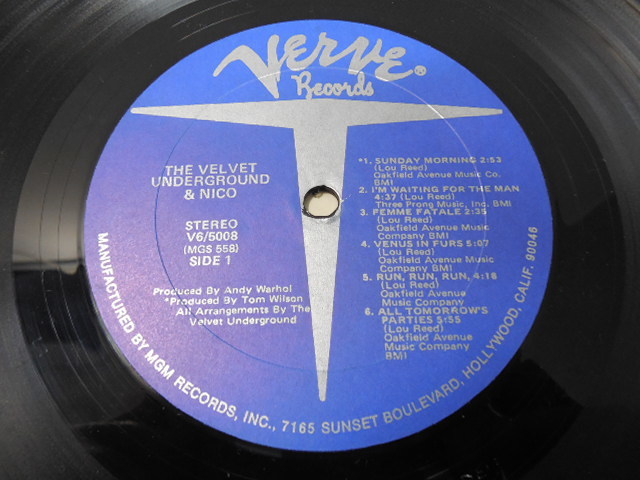 Verve®
Records
THE VELVET
UNDERGROUND
& NICO
STEREO
V6/5008
(MGS 558)
SIDE 1
Produced By Andy Warhol
*Produced By Tom Wilson
All Arrangements By The
Velvet Underground
*1. SUNDAY MORNING 2:53
(Lou Reed)
Oakfield Avenue Music Co.
BMI
2. I'M WAITING FOR THE MAN
4:37 (Lou Reed)
Three Prong Music, Inc. BMI
3. FEMME FATALE 2:35
(Lou Reed)
Oakfield Avenue Music
Company BMI
4. VENUS IN FURS 5:07
(Lou Reed)
Oakfield Avenue Music
Company BMI
5. RUN, RUN, RUN, 4:18
(Lou Reed)
Oakfield Avenue
Music Company
6. ALL TOMORROW'S
PARTIES 5:55
(Lou Reed)
Oakfield Avenue
Music Company
BMI
MANUFACTURED BY MGM RECORDS, INC., 7165 SUNSET BOULEVARD, HOLLYWOOD, CALIF. 90046